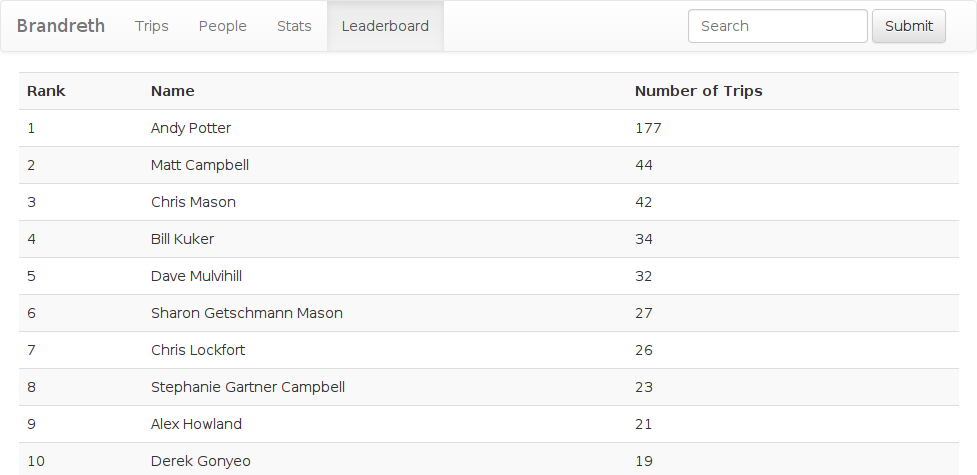 Brandreth Trips People Stats Leaderboard Search Submit
Rank Name Number of Trips
1 Andy Potter 177
2 Matt Campbell 44
3 Chris Mason 42
4 Bill Kuker 34
5 Dave Mulvihill 32
6 Sharon Getschmann Mason 27
7 Chris Lockfort 26
8 Stephanie Gartner Campbell 23
9 Alex Howland 21
10 Derek Gonyeo 19